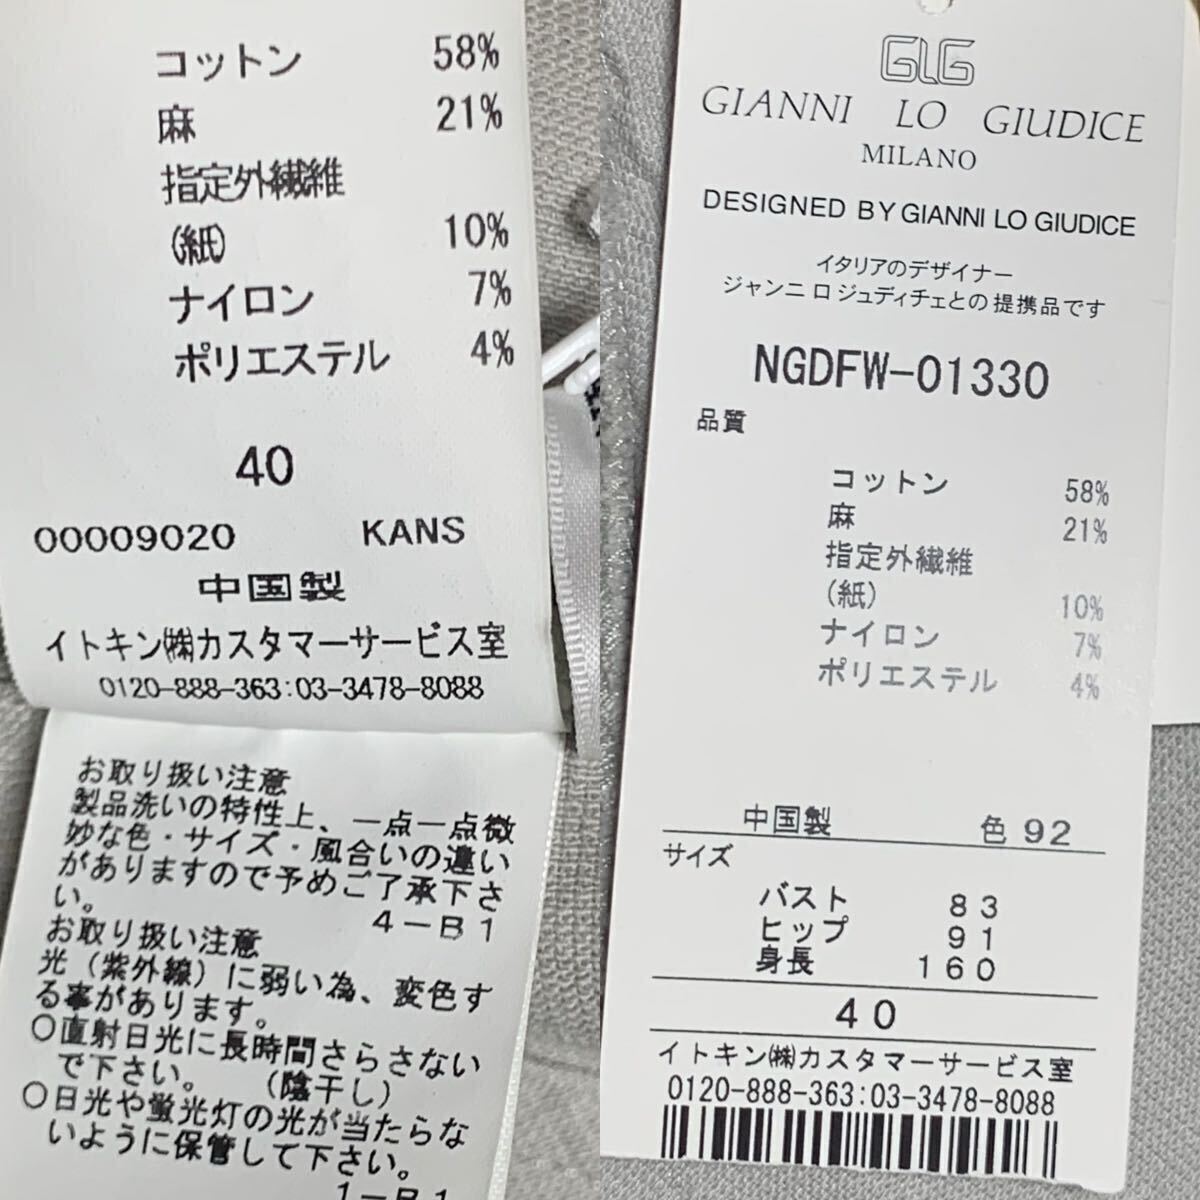 コットン 58%
麻 21%
指定外繊維
(紙) 10%
ナイロン 7%
ポリエステル 4%
40
00009020 KANS
中国製
イトキン㈱カスタマーサービス室
0120-888-363:03-3478-8088
お取り扱い注意
製品洗いの特性上、一点一点微
妙な色・サイズ・風合いの違い
がありますので予めご了承下さ
い。
4-B1
お取り扱い注意
光(紫外線)に弱い為、変色す
る事があります。
○直射日光に長時間さらさない
で下さい。 (陰干し)
○日光や蛍光灯の光が当たらな
いように保管して下さい。
1-B1
GLG
GIANNI LO GIUDICE
MILANO
DESIGNED BY GIANNI LO GIUDICE
イタリアのデザイナー
ジャンニ ロ ジュディチェとの提携品です
NGDFW-01330
品質
コットン 58%
麻 21%
指定外繊維
(紙) 10%
ナイロン 7%
ポリエステル 4%
中国製 色 92
サイズ
バスト 83
ヒップ 91
身長 160
40
イトキン㈱カスタマーサービス室
0120-888-363:03-3478-8088